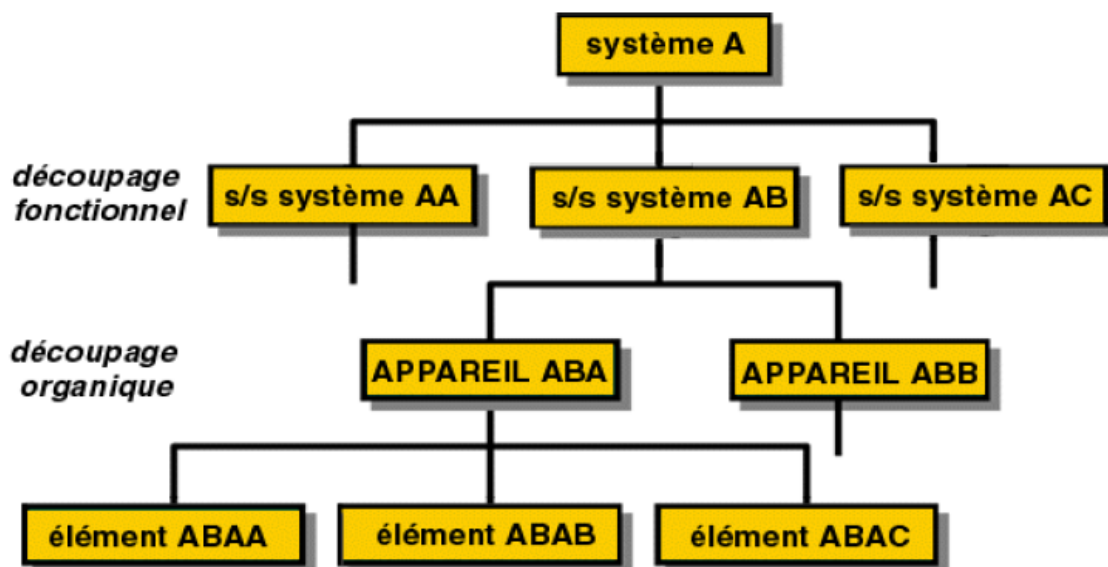 système A
découpage
fonctionnel
s/s système AA
s/s système AB
s/s système AC
découpage
organique
APPAREIL ABA
APPAREIL ABB
élément ABAA
élément ABAB
élément ABAC